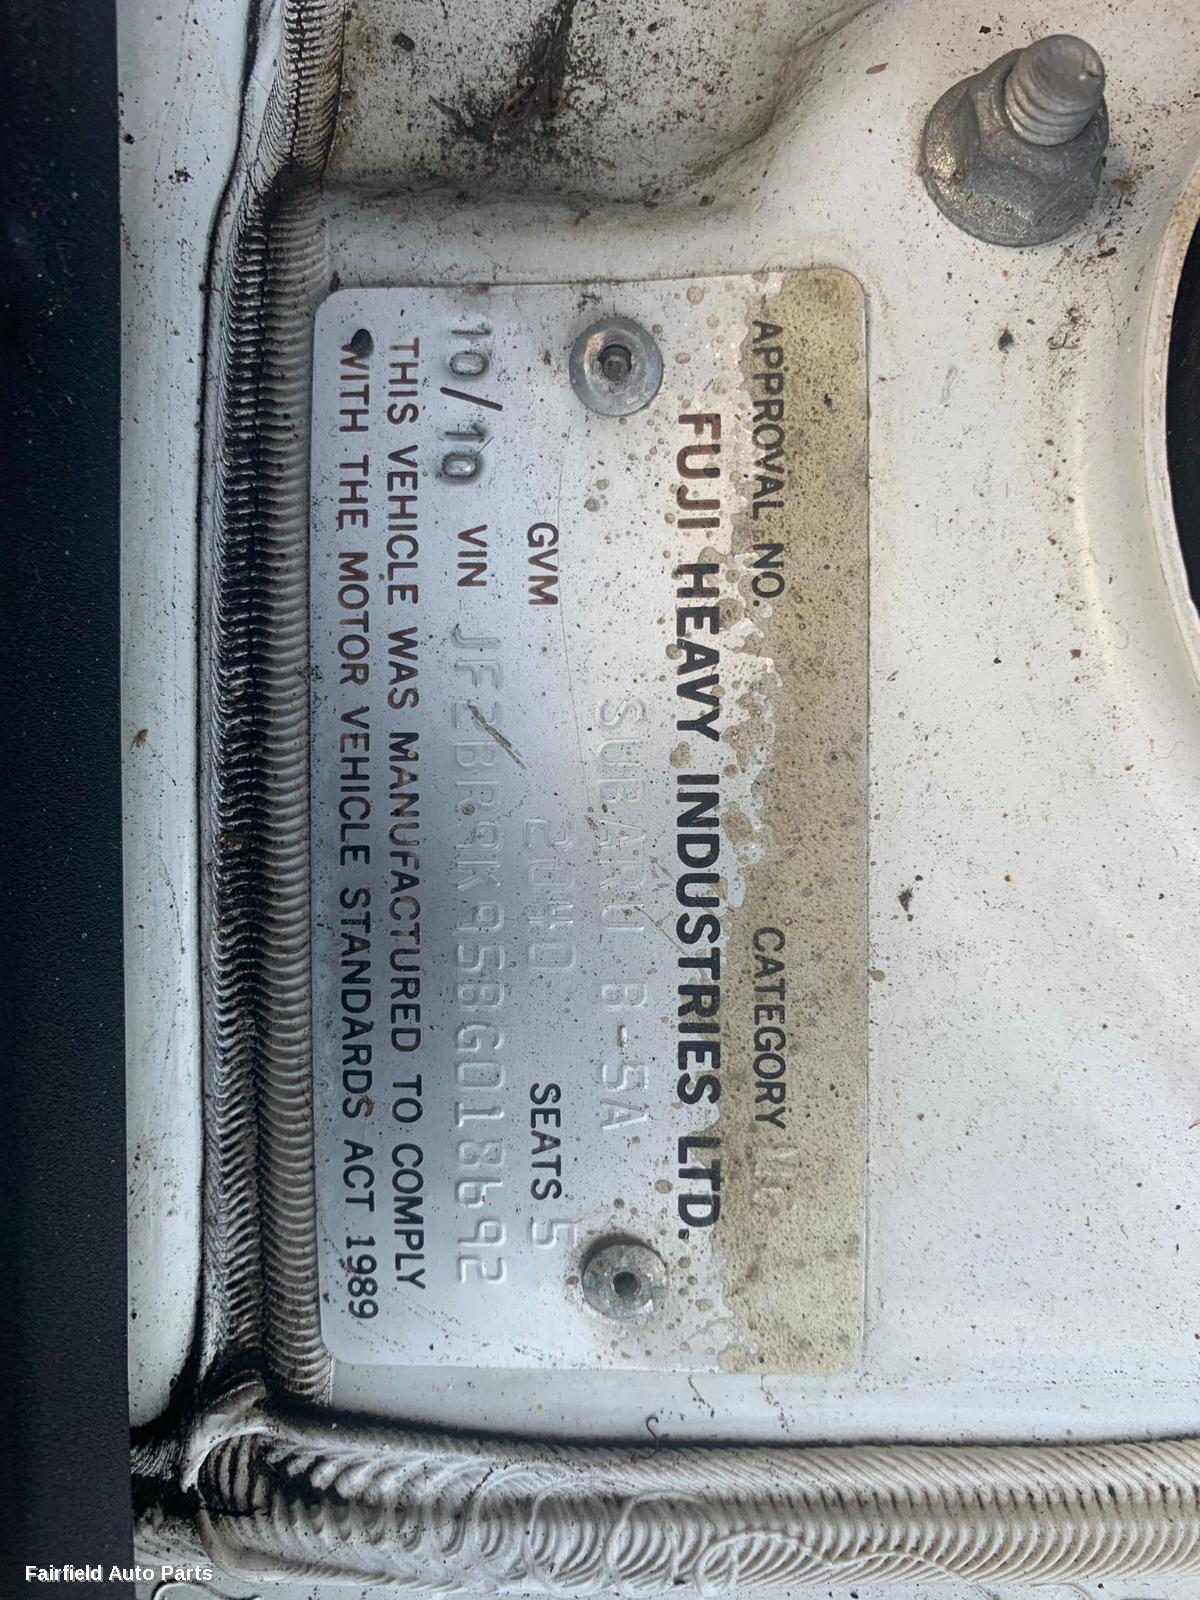 APPROVAL NO. CATEGORY
FUJI HEAVY INDUSTRIES LTD.
SUBARU B-5A
GVM 2040 SEATS 5
10/10 VIN JF2BR9K95BG018692
THIS VEHICLE WAS MANUFACTURED TO COMPLY
WITH THE MOTOR VEHICLE STANDARDS ACT 1989
Fairfield Auto Parts